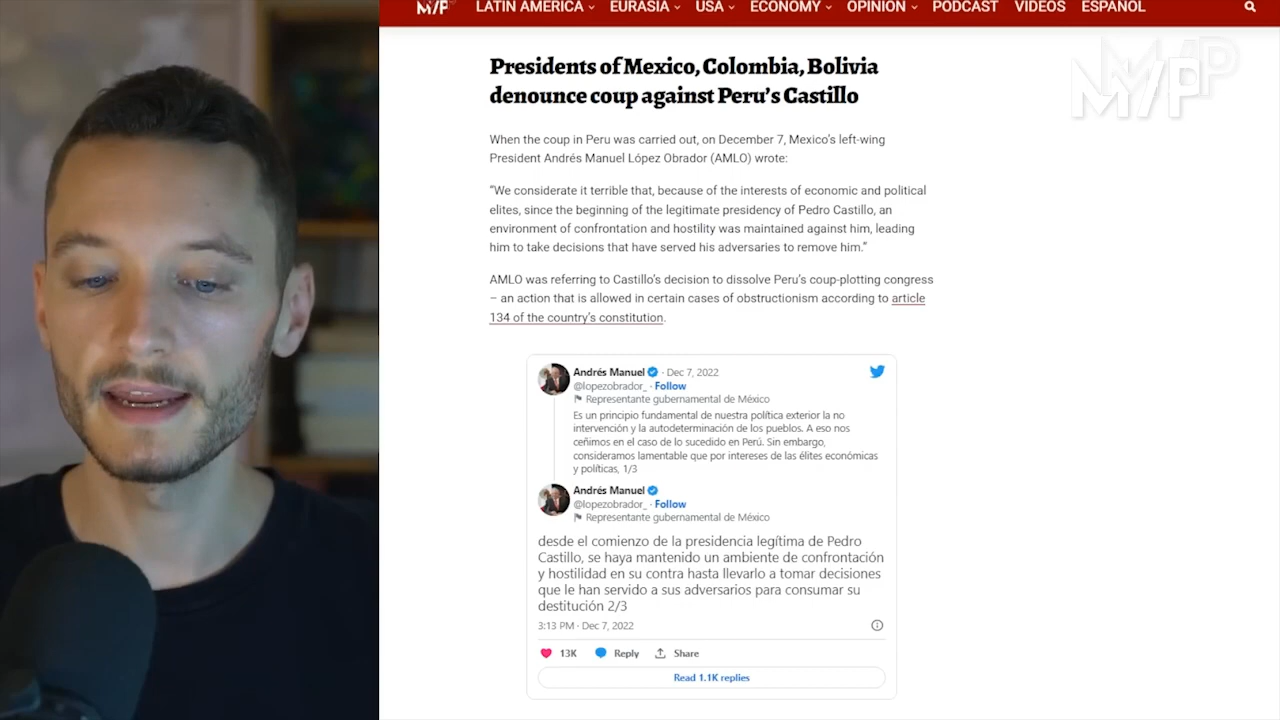 M/P LATIN AMERICA EURASIA USA ECONOMY OPINION PODCAST VIDEOS ESPAÑOL
M/P
Presidents of Mexico, Colombia, Bolivia
denounce coup against Peru’s Castillo
When the coup in Peru was carried out, on December 7, Mexico’s left-wing
President Andrés Manuel López Obrador (AMLO) wrote:
“We considerate it terrible that, because of the interests of economic and political
elites, since the beginning of the legitimate presidency of Pedro Castillo, an
environment of confrontation and hostility was maintained against him, leading
him to take decisions that have served his adversaries to remove him.”
AMLO was referring to Castillo’s decision to dissolve Peru’s coup-plotting congress
– an action that is allowed in certain cases of obstructionism according to article
134 of the country’s constitution.
Andrés Manuel · Dec 7, 2022
@lopezobrador_ · Follow
Representante gubernamental de México
Es un principio fundamental de nuestra política exterior la no
intervención y la autodeterminación de los pueblos. A eso nos
ceñimos en el caso de lo sucedido en Perú. Sin embargo,
consideramos lamentable que por intereses de las élites económicas
y políticas, 1/3
Andrés Manuel
@lopezobrador_ · Follow
Representante gubernamental de México
desde el comienzo de la presidencia legítima de Pedro
Castillo, se haya mantenido un ambiente de confrontación
y hostilidad en su contra hasta llevarlo a tomar decisiones
que le han servido a sus adversarios para consumar su
destitución 2/3
3:13 PM · Dec 7, 2022
13K Reply Share
Read 1.1K replies